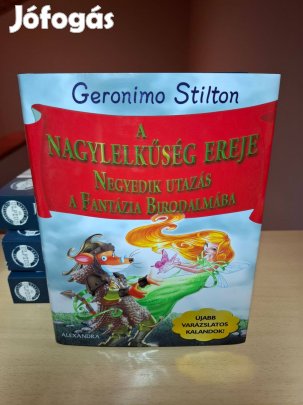 Jófogás
Geronimo Stilton
A
NAGYLELKŰSÉG EREJE
NEGYEDIK UTAZÁS
A FANTÁZIA BIRODALMÁBA
ÚJABB
VARÁZSLATOS
KALANDOK!
ALEXANDRA